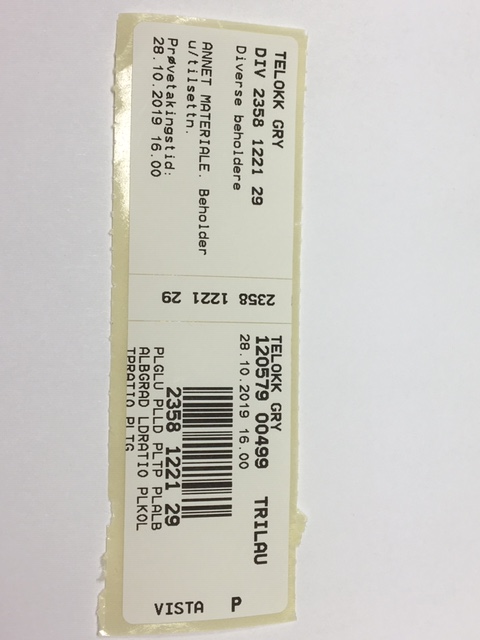 TELOKK GRY
DIV 2358 1221 29
Diverse beholdere
ANNET MATERIALE. Beholder
u/tilsettn.
Prøvetakingstid:
28.10.2019 16.00
2358 1221 29
TELOKK GRY
120579 00499 TRILAU
28.10.2019 16.00
P
2358 1221 29
PLGLU PLLD PLTP PLALB
ALBGRAD LDRATIO PLKOL
TPRATIO PLTG
VISTA